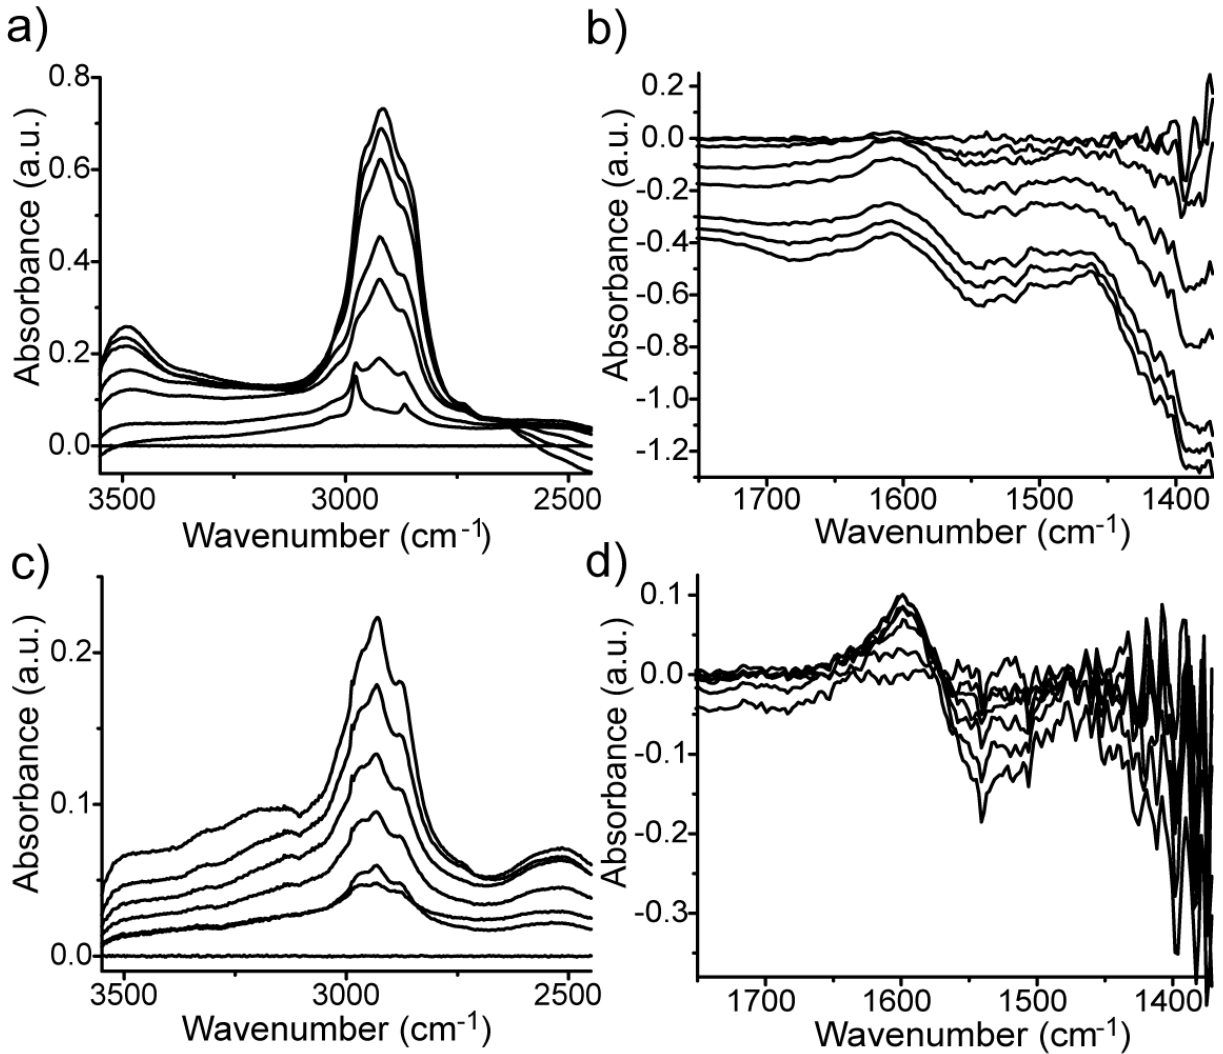 a)
0.8
0.6
0.4
0.2
0.0
Absorbance (a.u.)
3500 3000 2500
Wavenumber (cm-1)
b)
0.2
0.0
-0.2
-0.4
-0.6
-0.8
-1.0
-1.2
Absorbance (a.u.)
1700 1600 1500 1400
Wavenumber (cm-1)
c)
0.2
0.1
0.0
Absorbance (a.u.)
3500 3000 2500
Wavenumber (cm-1)
d)
0.1
0.0
-0.1
-0.2
-0.3
Absorbance (a.u.)
1700 1600 1500 1400
Wavenumber (cm-1)